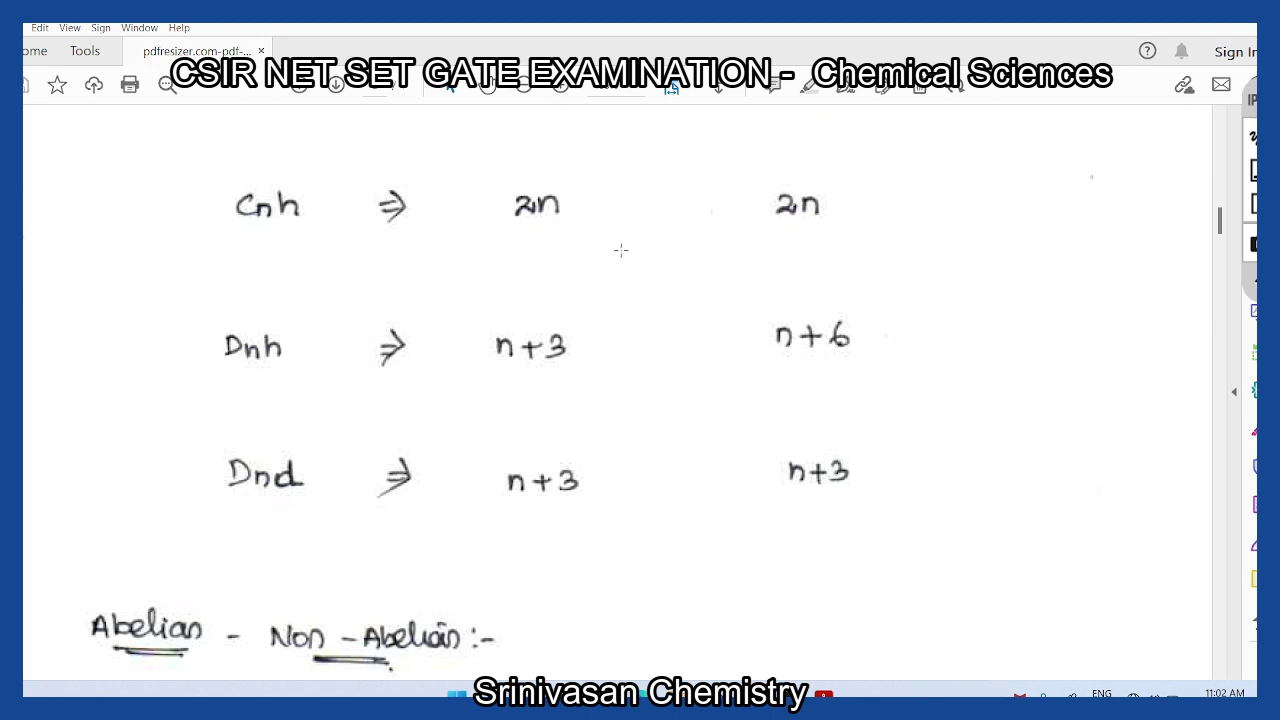 Edit View Sign Window Help
ome Tools pdfresizer.com-pdf-... × Sign In
CSIR NET SET GATE EXAMINATION - Chemical Sciences
Cnh ⇒ 2n 2n
Dnh ⇒ n+3 n+6
Dnd ⇒ n+3 n+3
Abelian - Non-Abelian:-
Srinivasan Chemistry
ENG 11:02 AM